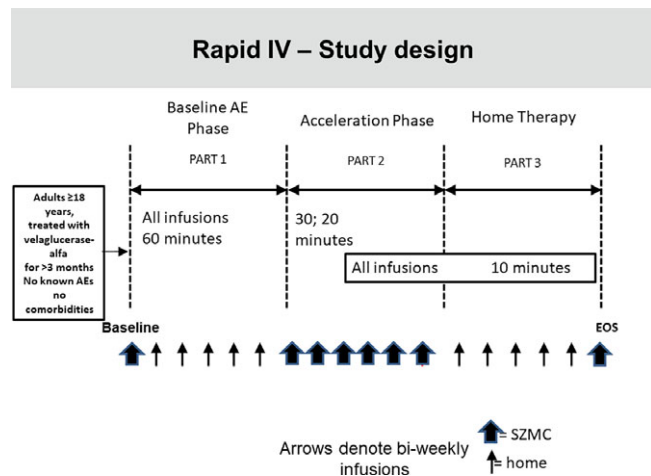 Rapid IV – Study design
Baseline AE
Phase
Acceleration Phase
Home Therapy
PART 1
PART 2
PART 3
Adults ≥18
years,
treated with
velaglucerase-
alfa
for >3 months
No known AEs
no
comorbidities
All infusions
60 minutes
30; 20
minutes
All infusions 10 minutes
Baseline
EOS
Arrows denote bi-weekly
infusions
= SZMC
= home